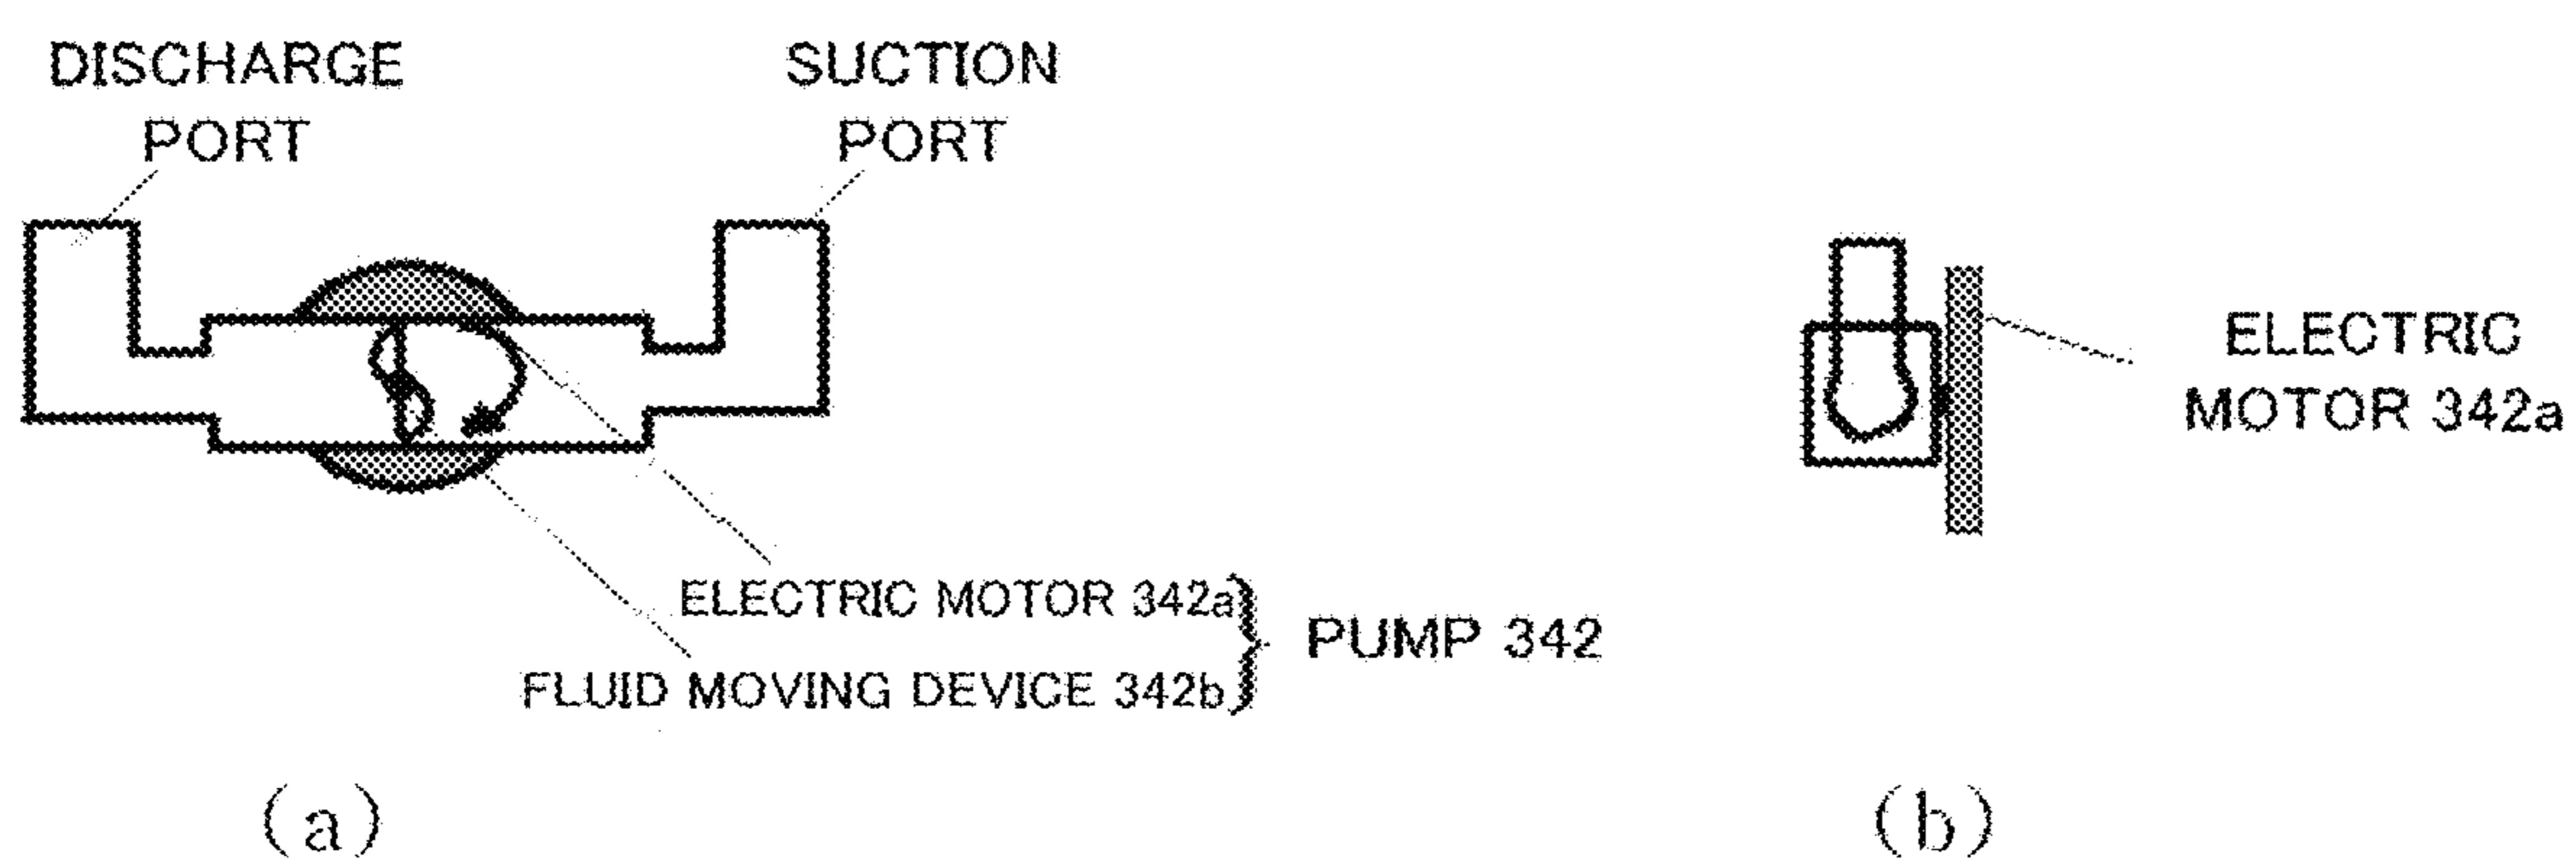 DISCHARGE
PORT
SUCTION
PORT
ELECTRIC MOTOR 342a
FLUID MOVING DEVICE 342b
PUMP 342
(a)
ELECTRIC
MOTOR 342a
(b)